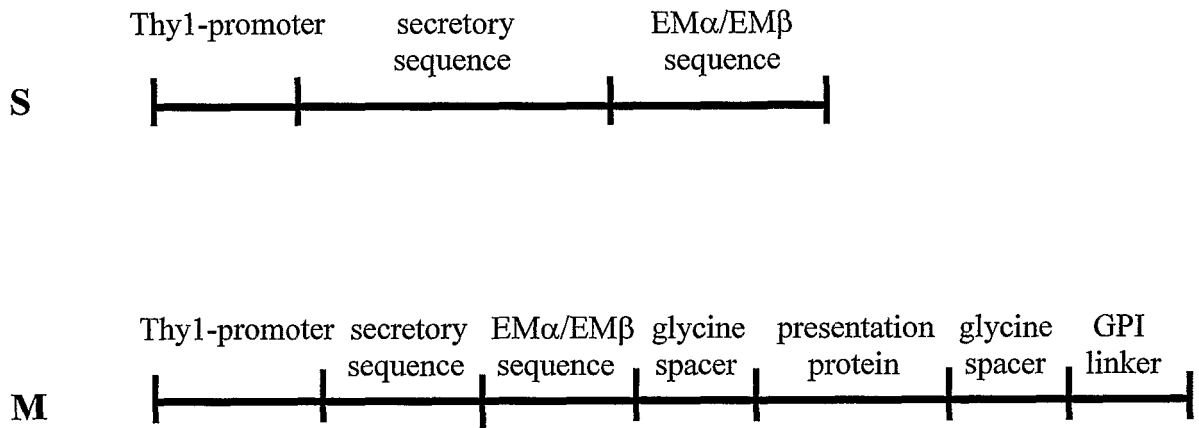 Thy1-promoter secretory EMα/EMβ
sequence sequence
S
Thy1-promoter secretory EMα/EMβ glycine presentation glycine GPI
sequence sequence spacer protein spacer linker
M